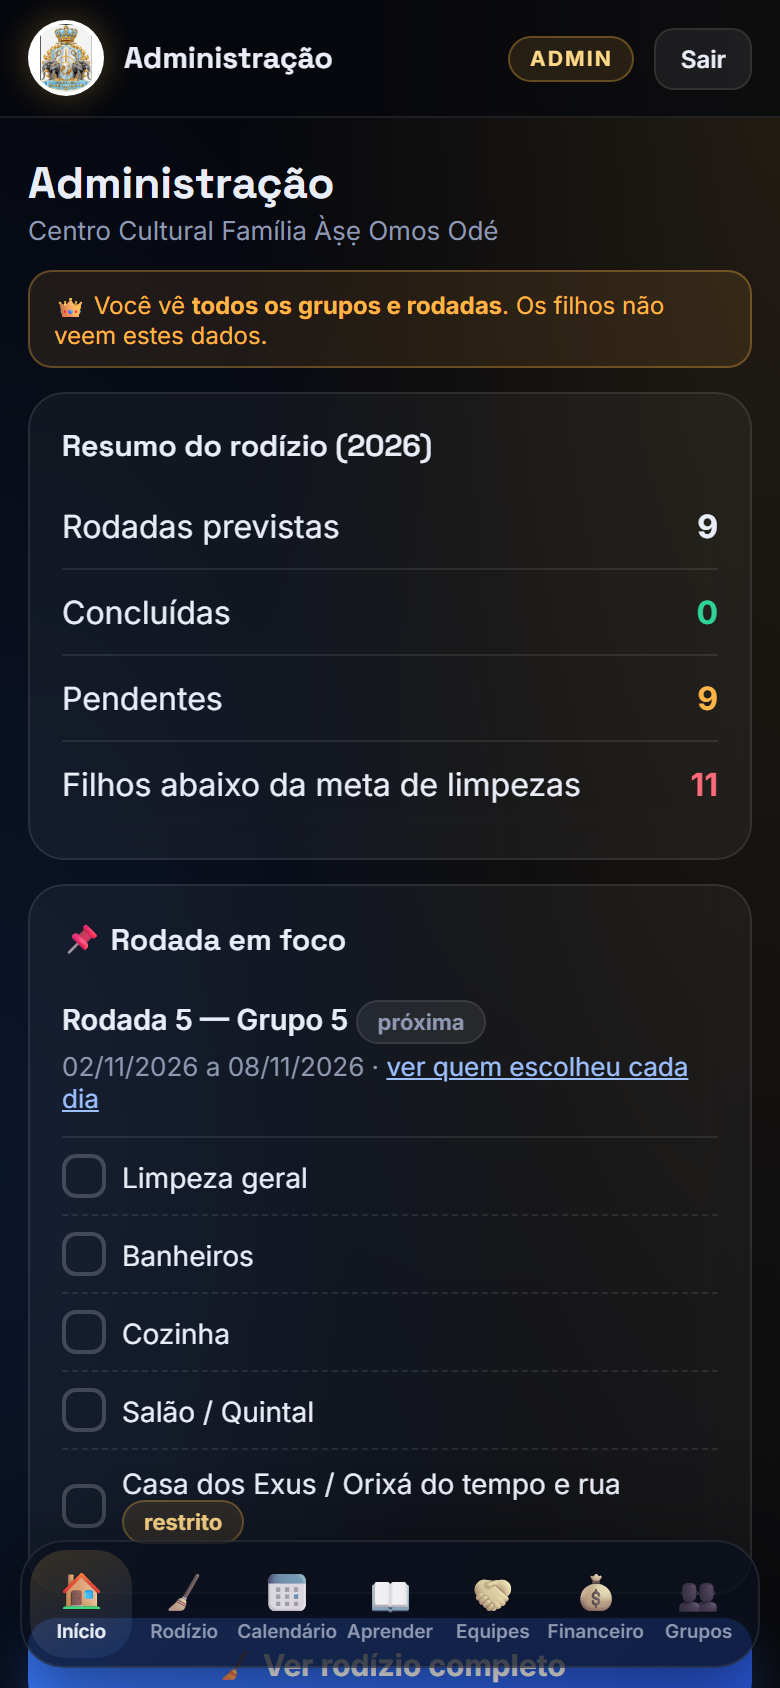 Administração
ADMIN
Sair
Administração
Centro Cultural Família Àṣẹ Omos Odé
👑 Você vê todos os grupos e rodadas. Os filhos não
veem estes dados.
Resumo do rodízio (2026)
Rodadas previstas 9
Concluídas 0
Pendentes 9
Filhos abaixo da meta de limpezas 11
📌 Rodada em foco
Rodada 5 — Grupo 5 próxima
02/11/2026 a 08/11/2026 · ver quem escolheu cada
dia
Limpeza geral
Banheiros
Cozinha
Salão / Quintal
Casa dos Exus / Orixá do tempo e rua
restrito
Início Rodízio Calendário Aprender Equipes Financeiro Grupos
🧹 Ver rodízio completo